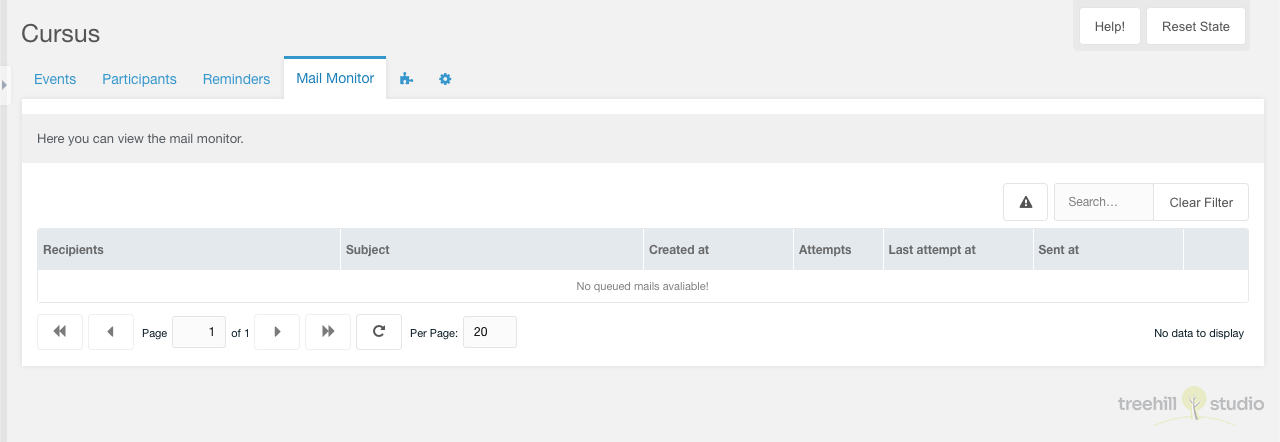 Cursus
Help! Reset State
Events Participants Reminders Mail Monitor
Here you can view the mail monitor.
Search... Clear Filter
Recipients Subject Created at Attempts Last attempt at Sent at
No queued mails avaliable!
Page 1 of 1 Per Page: 20 No data to display
treehill studio